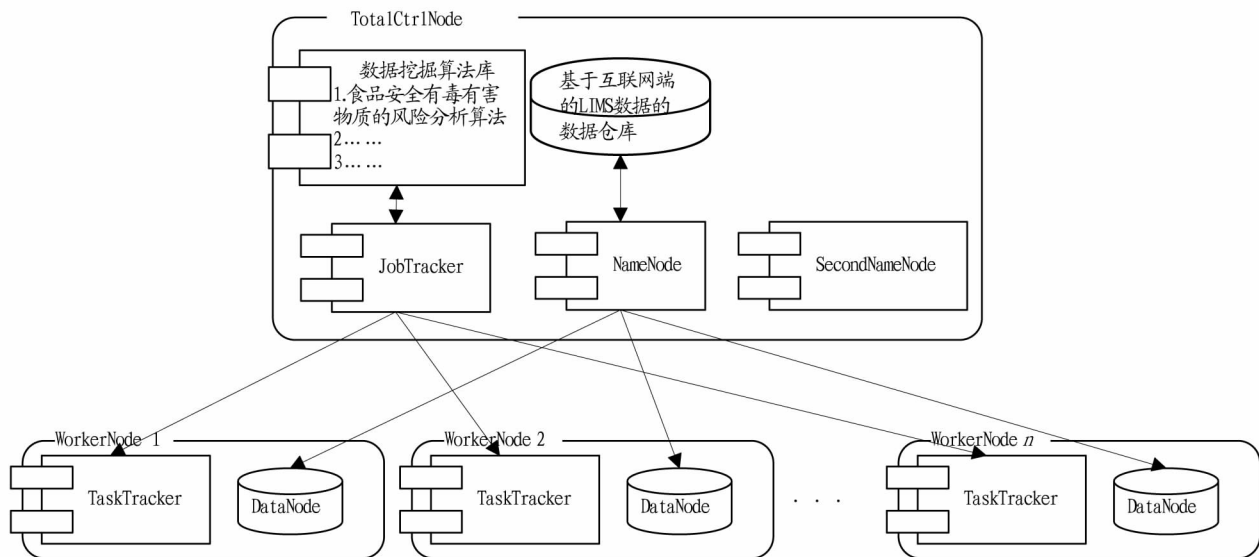 TotalCtrlNode
数据挖掘算法库
1.食品安全有毒有害
物质的风险分析算法
2……
3……
基于互联网端
的LIMS数据的
数据仓库
JobTracker
NameNode
SecondNameNode
WorkerNode 1
TaskTracker
DataNode
WorkerNode 2
TaskTracker
DataNode
. . .
WorkerNode n
TaskTracker
DataNode